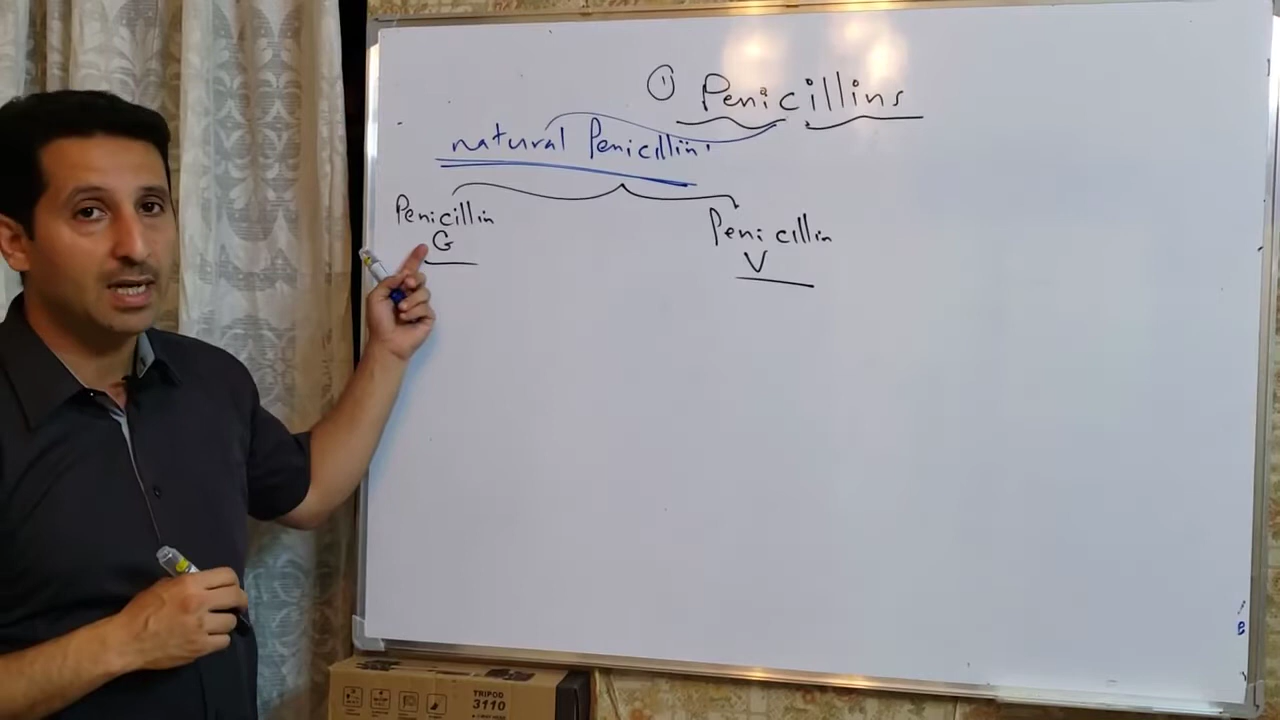 ① Penicillins
natural Penicillin
Penicillin
G
Penicillin
V
TRIPOD
3110
B